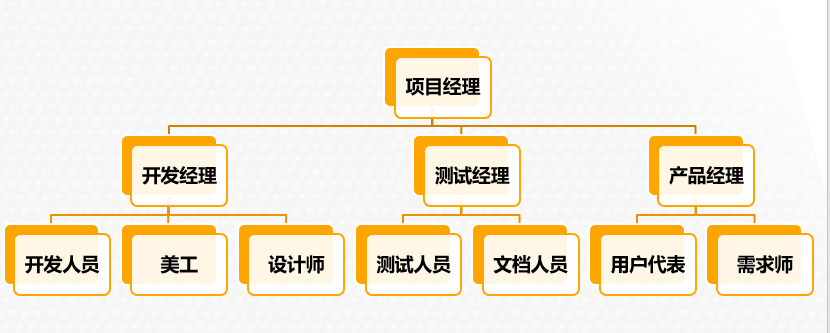 项目经理
开发经理
测试经理
产品经理
开发人员
美工
设计师
测试人员
文档人员
用户代表
需求师